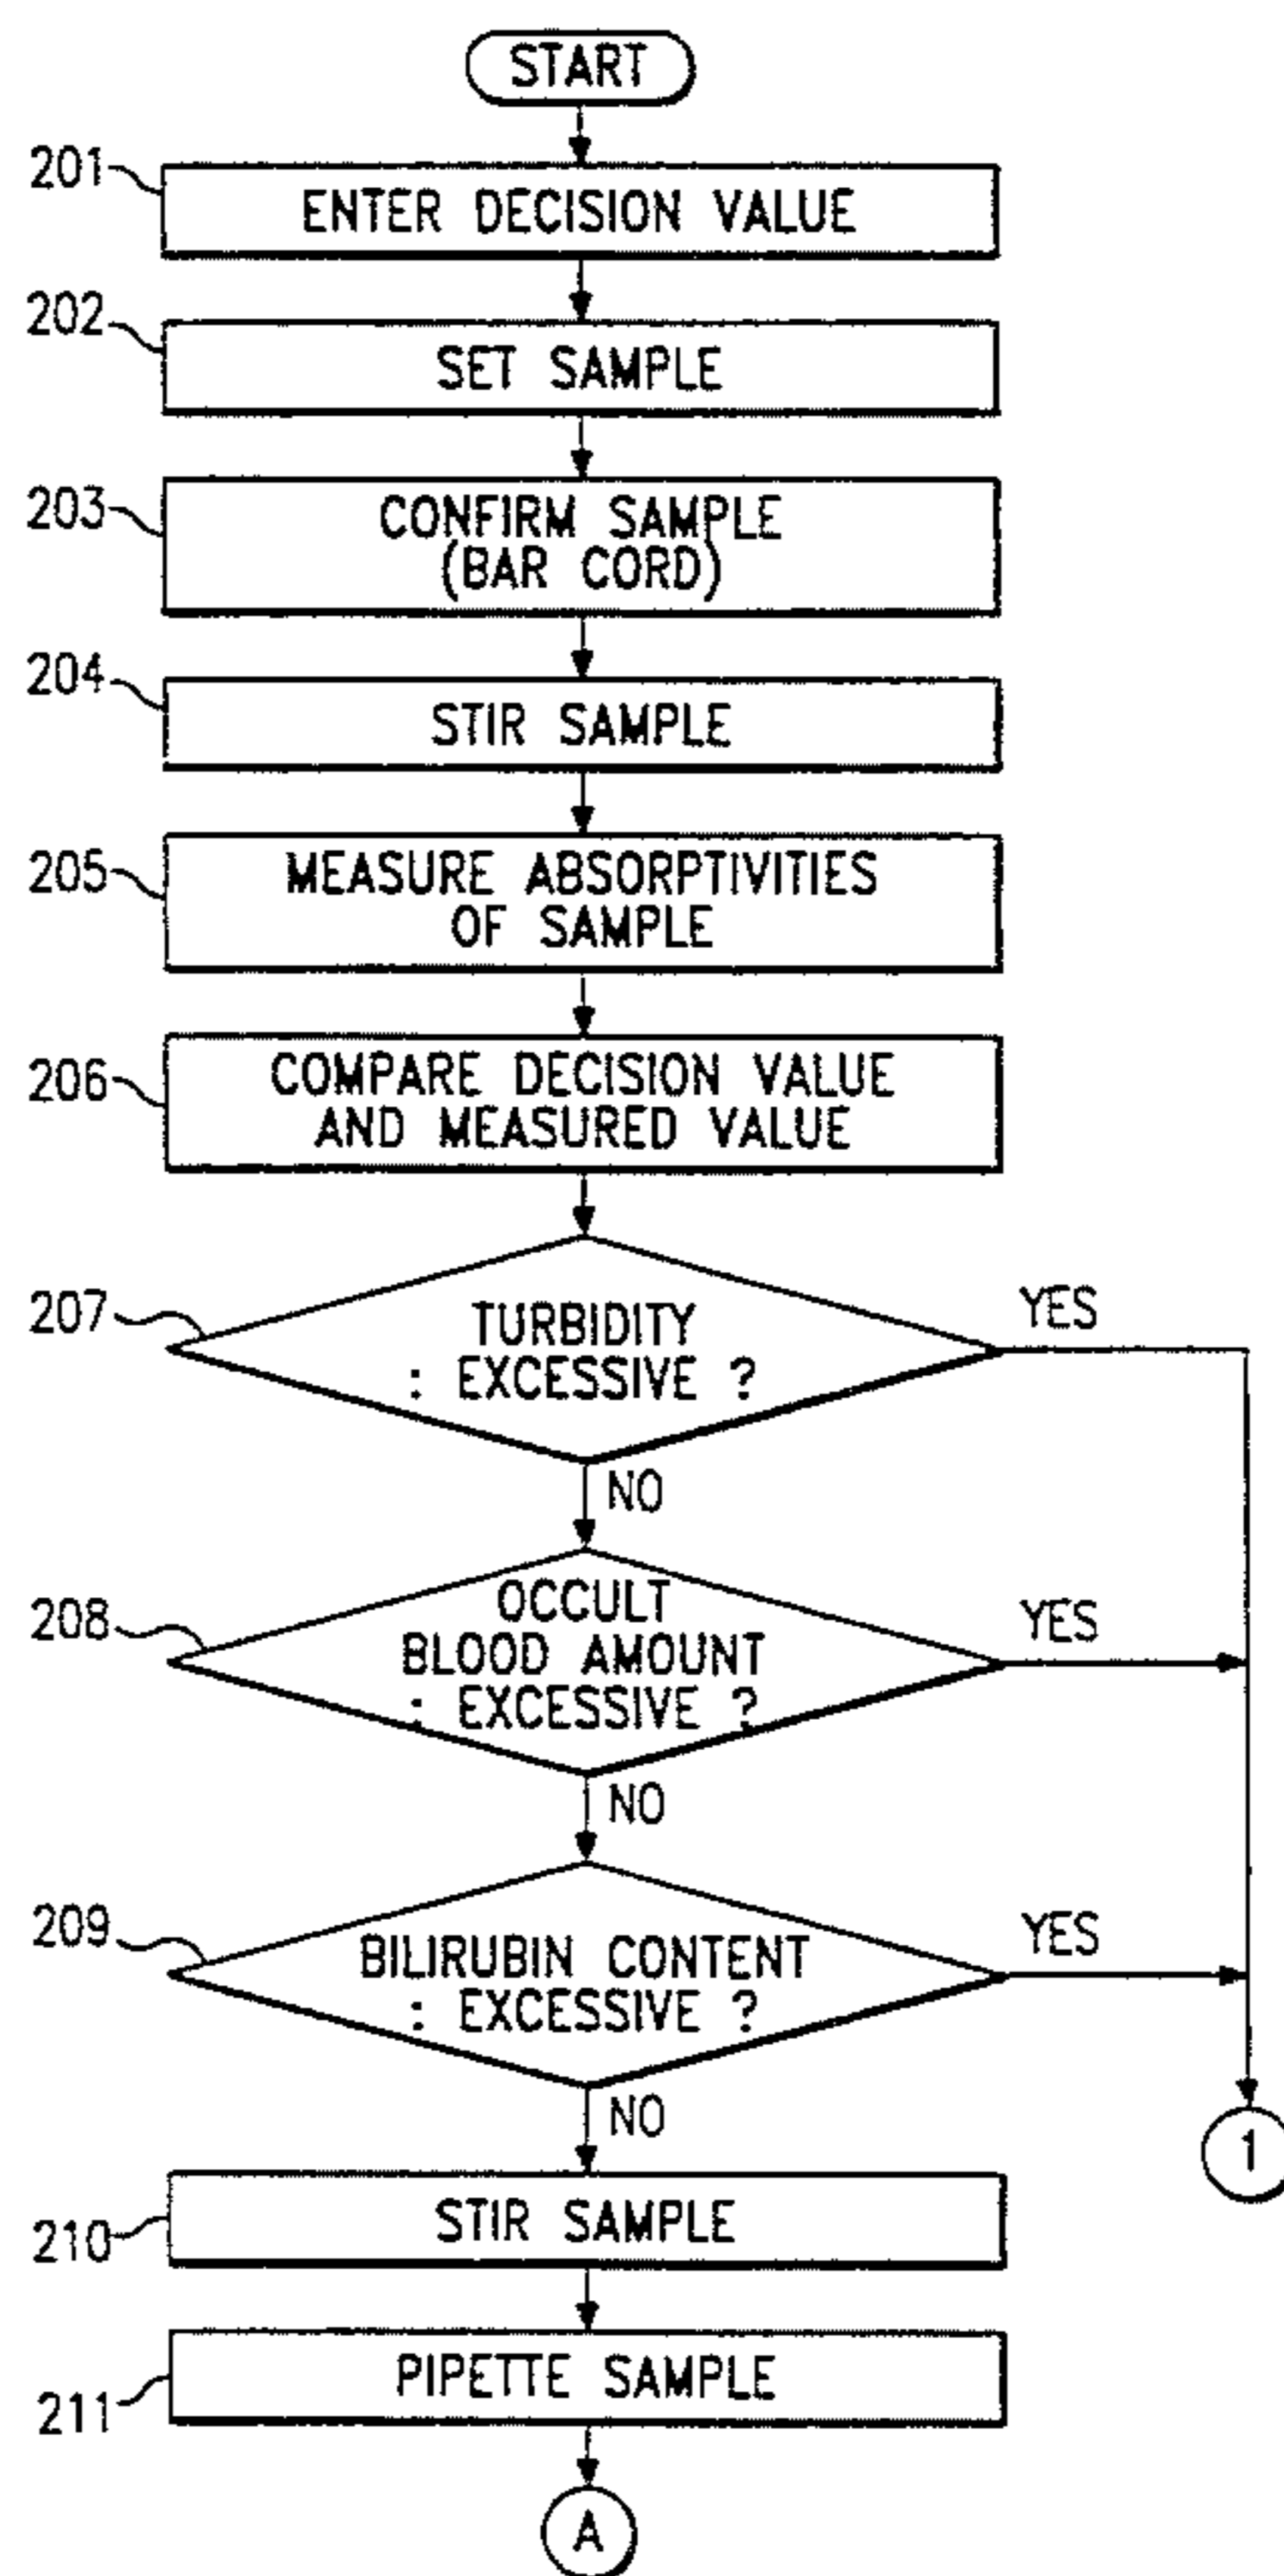 START
201
ENTER DECISION VALUE
202
SET SAMPLE
203
CONFIRM SAMPLE
(BAR CORD)
204
STIR SAMPLE
205
MEASURE ABSORPTIVITIES
OF SAMPLE
206
COMPARE DECISION VALUE
AND MEASURED VALUE
207
TURBIDITY
: EXCESSIVE ?
YES
NO
208
OCCULT
BLOOD AMOUNT
: EXCESSIVE ?
YES
NO
209
BILIRUBIN CONTENT
: EXCESSIVE ?
YES
NO
1
210
STIR SAMPLE
211
PIPETTE SAMPLE
A